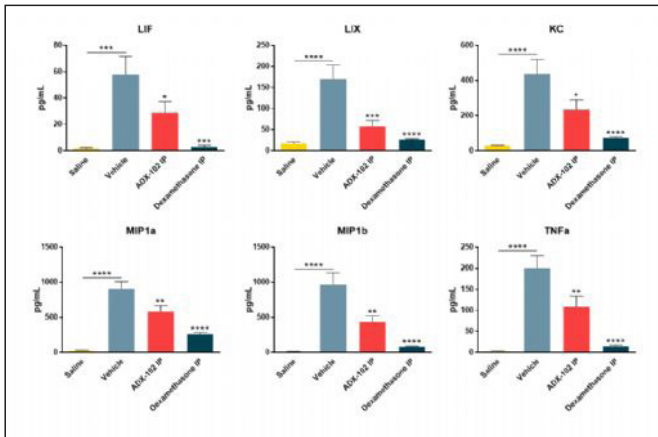 LIF
80
60
40
20
0
pg/mL
***
*
***
Saline
Vehicle
ADX-102 IP
Dexamethasone IP
LIX
250
200
150
100
50
0
pg/mL
****
***
****
Saline
Vehicle
ADX-102 IP
Dexamethasone IP
KC
600
400
200
0
pg/mL
****
*
****
Saline
Vehicle
ADX-102 IP
Dexamethasone IP
MIP1a
1500
1000
500
0
pg/mL
****
**
****
Saline
Vehicle
ADX-102 IP
Dexamethasone IP
MIP1b
1500
1000
500
0
pg/mL
****
**
****
Saline
Vehicle
ADX-102 IP
Dexamethasone IP
TNFa
250
200
150
100
50
0
pg/mL
****
**
****
Saline
Vehicle
ADX-102 IP
Dexamethasone IP